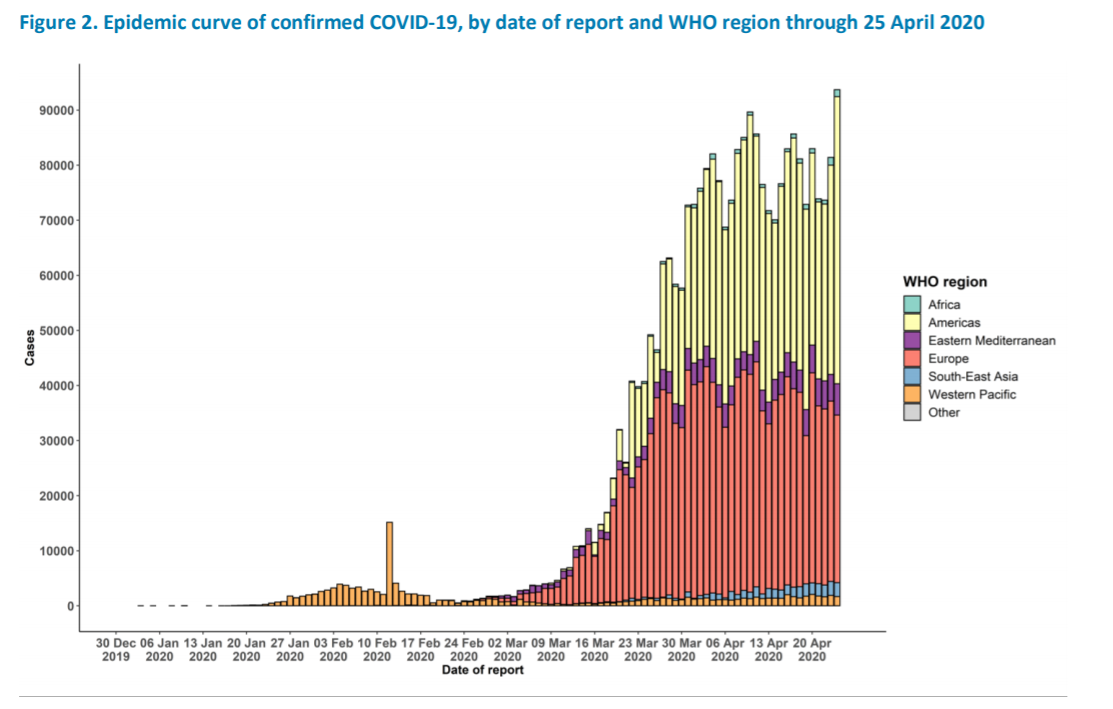 Figure 2. Epidemic curve of confirmed COVID-19, by date of report and WHO region through 25 April 2020
90000
80000
70000
60000
50000
40000
30000
20000
10000
0
Cases
WHO region
Africa
Americas
Eastern Mediterranean
Europe
South-East Asia
Western Pacific
Other
30 Dec 06 Jan 13 Jan 20 Jan 27 Jan 03 Feb 10 Feb 17 Feb 24 Feb 02 Mar 09 Mar 16 Mar 23 Mar 30 Mar 06 Apr 13 Apr 20 Apr
2019 2020 2020 2020 2020 2020 2020 2020 2020 2020 2020 2020 2020 2020 2020 2020 2020
Date of report